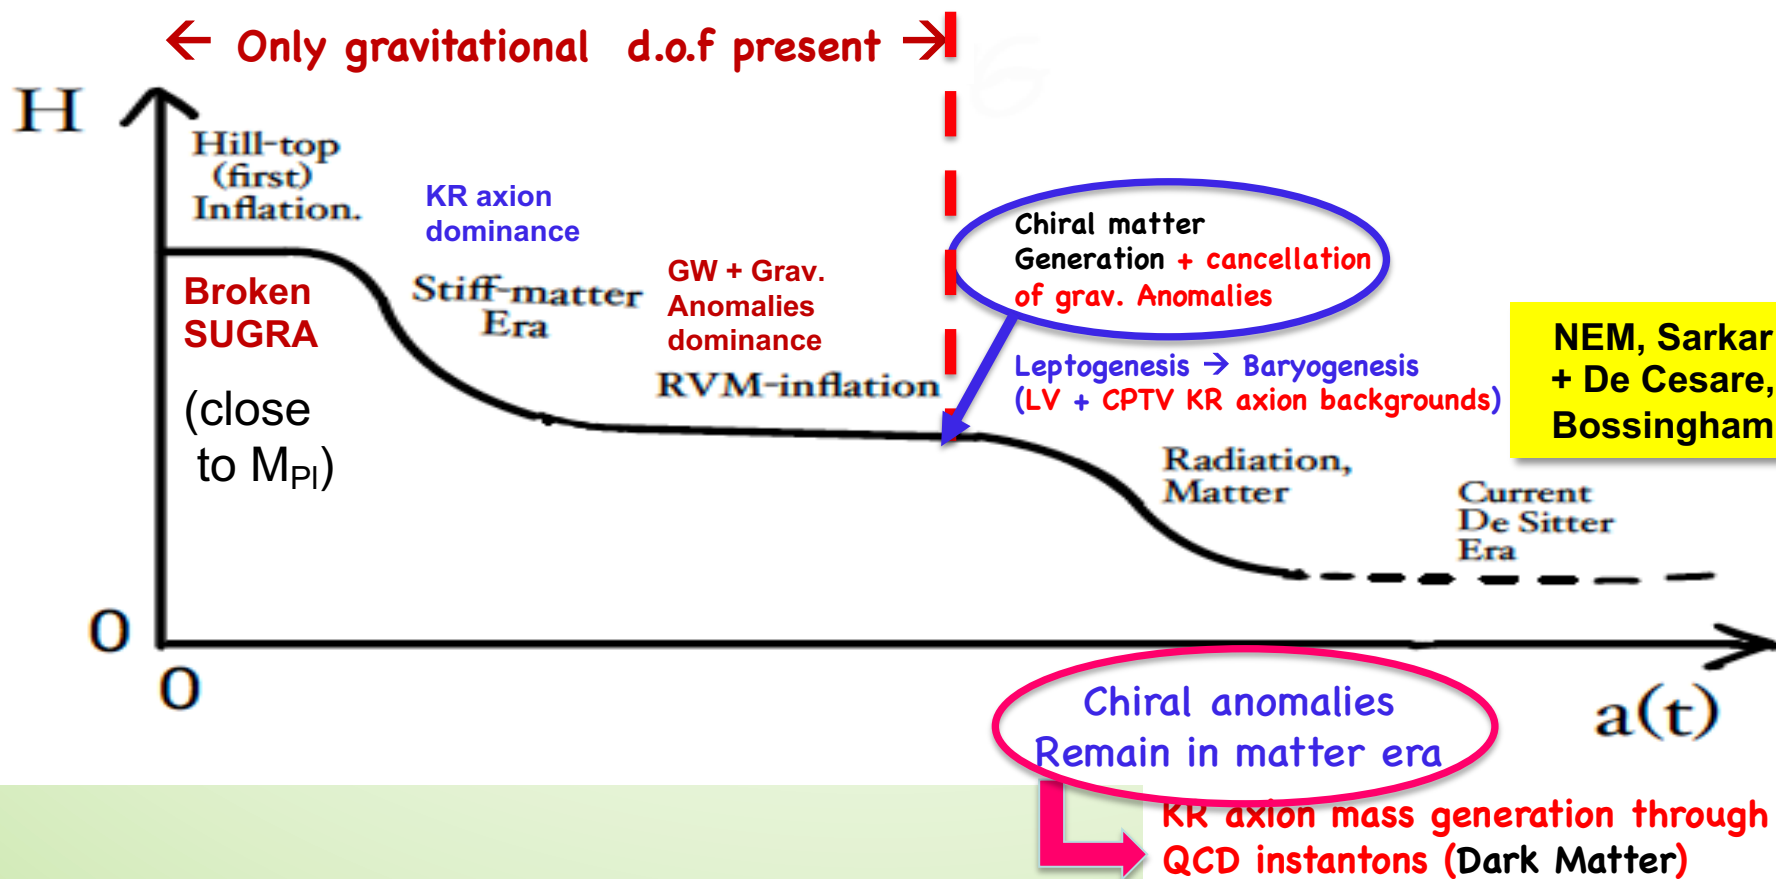 ← Only gravitational d.o.f present →
H
Hill-top
(first)
Inflation.
KR axion
dominance
Broken
SUGRA
(close
to MPl)
Stiff-matter
Era
GW + Grav.
Anomalies
dominance
RVM-inflation
Chiral matter
Generation + cancellation
of grav. Anomalies
Leptogenesis → Baryogenesis
(LV + CPTV KR axion backgrounds)
NEM, Sarkar
+ De Cesare,
Bossingham
Radiation,
Matter
Current
De Sitter
Era
0
0
a(t)
Chiral anomalies
Remain in matter era
KR axion mass generation through
QCD instantons (Dark Matter)